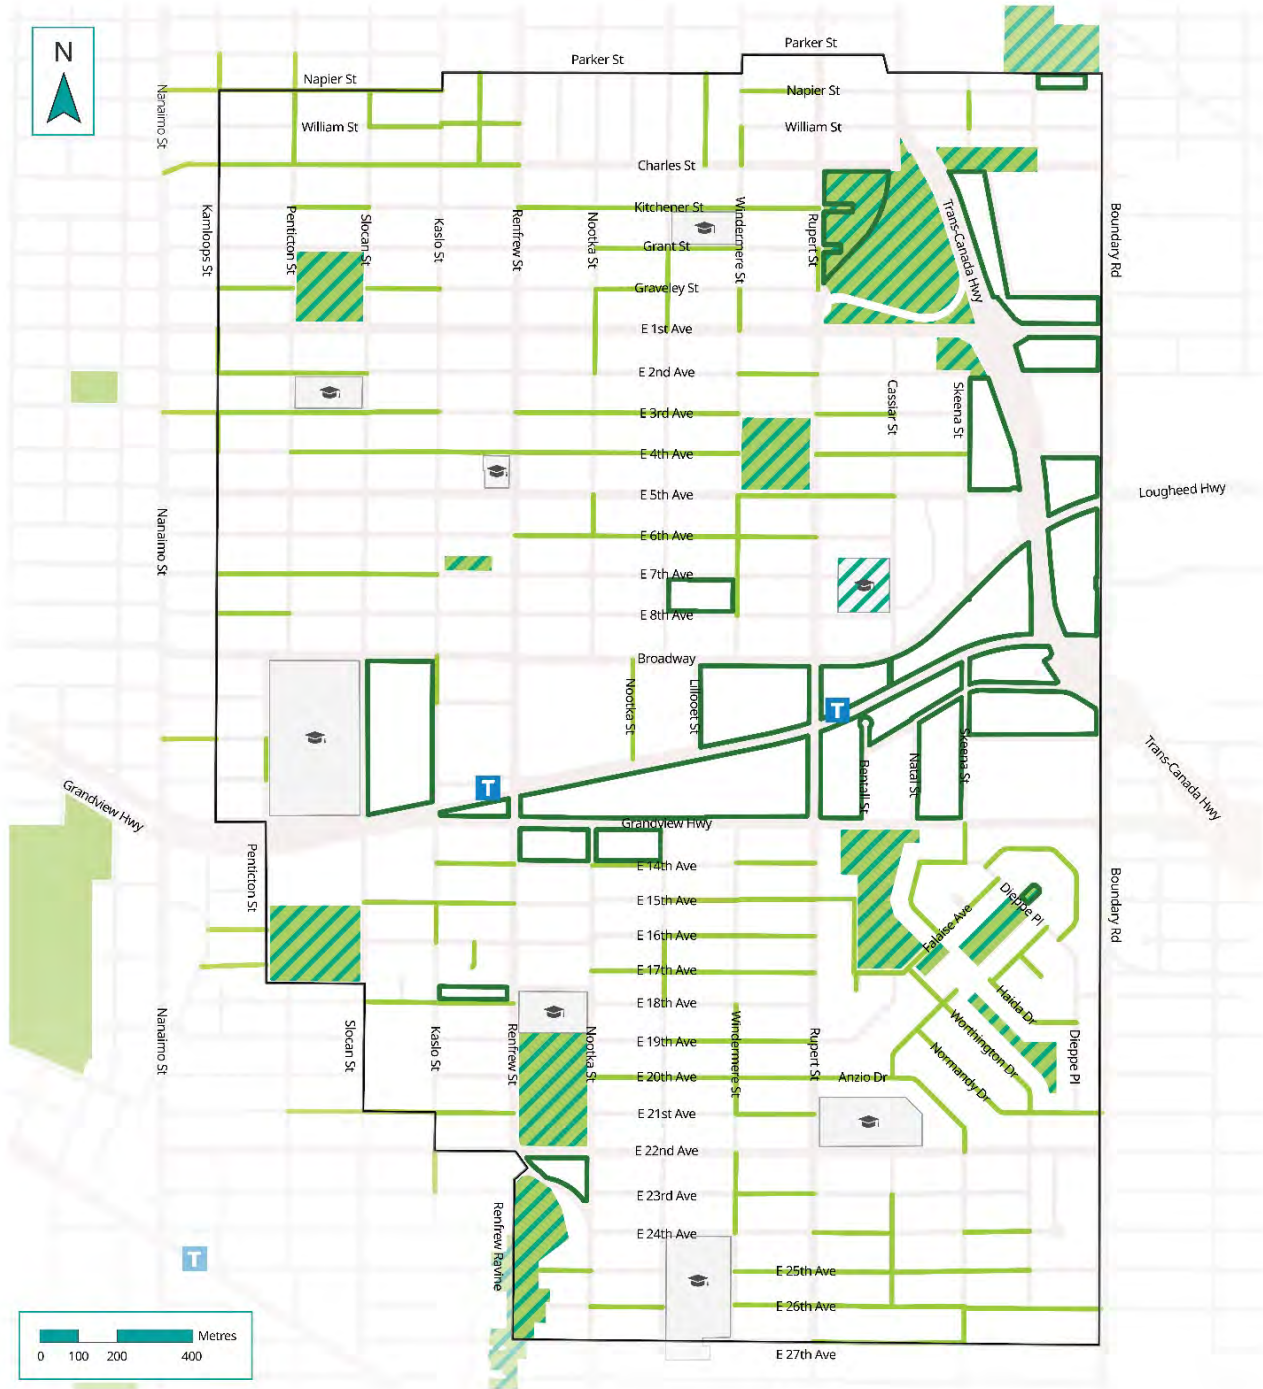 N
Parker St
Parker St
Napier St
Napier St
William St
William St
Nanaimo St
Charles St
Kitchener St
Grant St
Graveley St
E 1st Ave
E 2nd Ave
E 3rd Ave
E 4th Ave
E 5th Ave
E 6th Ave
E 7th Ave
E 8th Ave
Broadway
Kamloops St
Penticton St
Slocan St
Kaslo St
Renfrew St
Nootka St
Windermere St
Rupert St
Trans-Canada Hwy
Boundary Rd
Cassiar St
Skeena St
Lougheed Hwy
Nanaimo St
Nootka St
Lillooet St
T
T
Bentall St
Natal St
Skeena St
Trans-Canada Hwy
Grandview Hwy
Grandview Hwy
E 14th Ave
E 15th Ave
E 16th Ave
E 17th Ave
E 18th Ave
E 19th Ave
E 20th Ave
E 21st Ave
E 22nd Ave
E 23rd Ave
E 24th Ave
E 25th Ave
E 26th Ave
E 27th Ave
Penticton St
Dieppe Pl
Falaise Ave
Boundary Rd
Haida Dr
Worthington Dr
Normandy Dr
Dieppe Pl
Anzio Dr
Nanaimo St
Slocan St
Kaslo St
Renfrew St
Nootka St
Windermere St
Rupert St
Renfrew Ravine
T
Metres
0 100 200 400